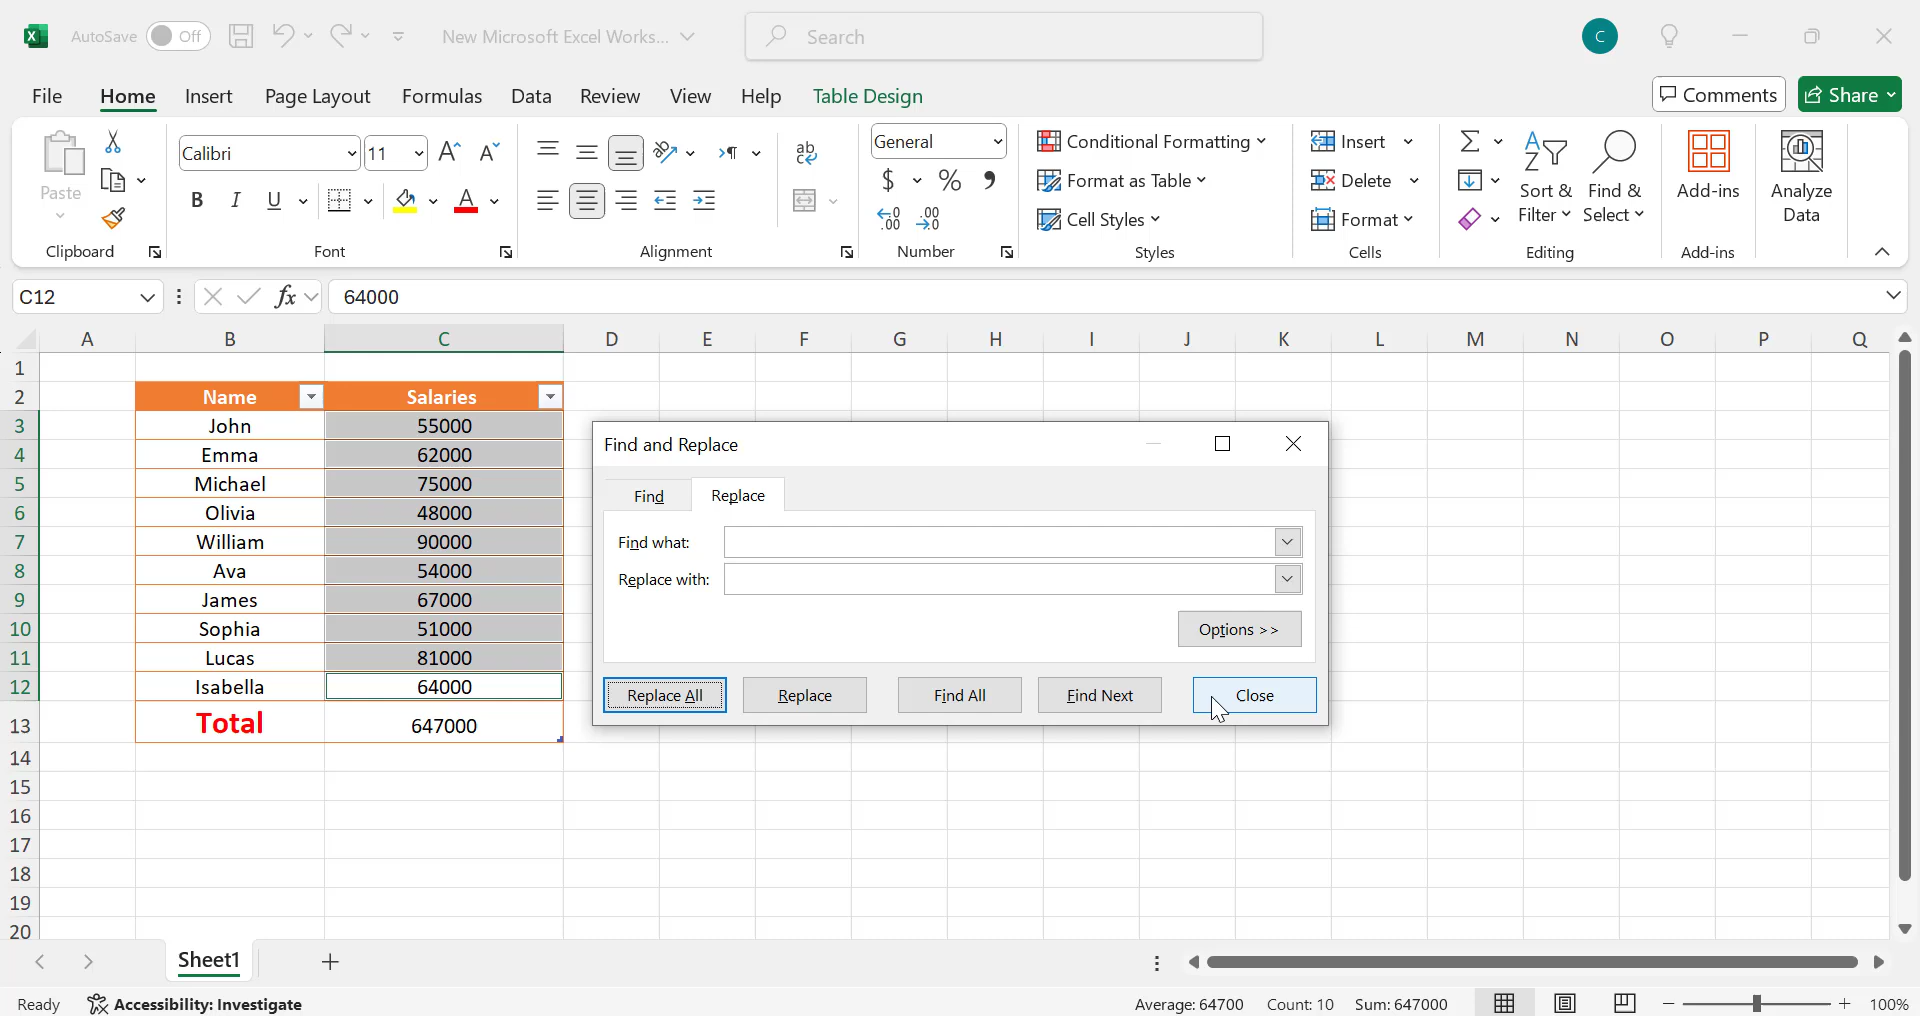 AutoSave Off New Microsoft Excel Works... Search C
File Home Insert Page Layout Formulas Data Review View Help Table Design Comments Share
Paste Calibri 11 General Conditional Formatting Insert Sort & Filter Find & Select Add-ins Analyze Data
Format as Table Delete
Cell Styles Format
Clipboard Font Alignment Number Styles Cells Editing Add-ins
C12 fx 64000
A B C D E F G H I J K L M N O P Q
1
2 Name Salaries
3 John 55000
4 Emma 62000
5 Michael 75000
6 Olivia 48000
7 William 90000
8 Ava 54000
9 James 67000
10 Sophia 51000
11 Lucas 81000
12 Isabella 64000
13 Total 647000
14
15
16
17
18
19
20
Find and Replace
Find Replace
Find what:
Replace with:
Options >>
Replace All Replace Find All Find Next Close
Sheet1
Ready Accessibility: Investigate Average: 64700 Count: 10 Sum: 647000 100%